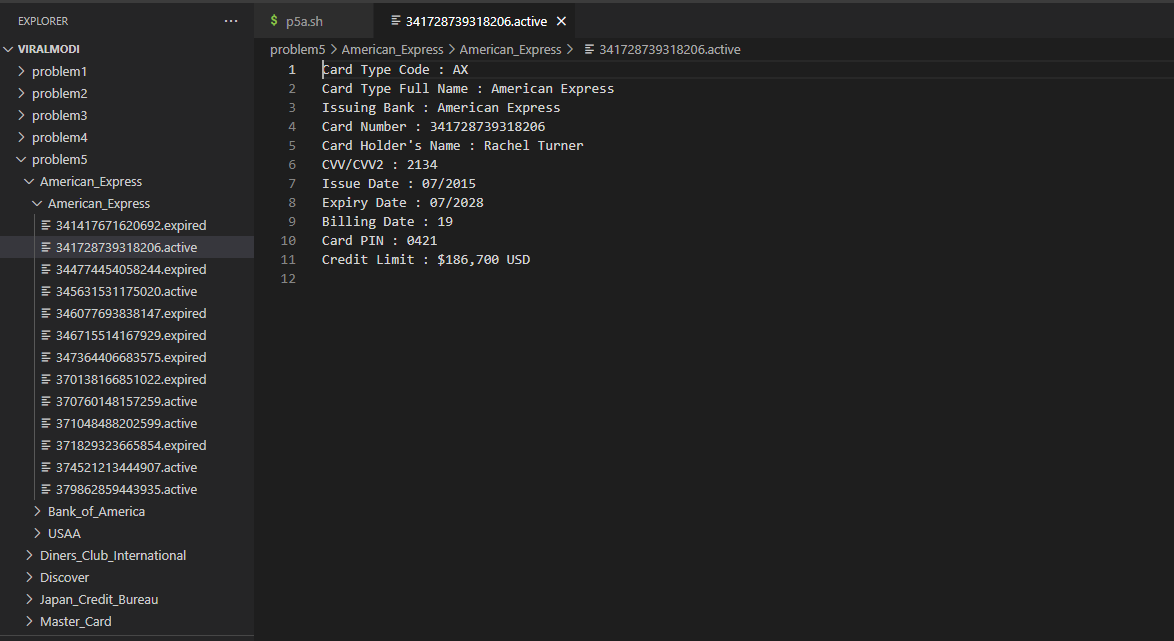 EXPLORER
...
VIRALMODI
problem1
problem2
problem3
problem4
problem5
American_Express
American_Express
341417671620692.expired
341728739318206.active
344774454058244.expired
345631531175020.active
346077693838147.expired
346715514167929.expired
347364406683575.expired
370138166851022.expired
370760148157259.active
371048488202599.active
371829323665854.expired
374521213444907.active
379862859443935.active
Bank_of_America
USAA
Diners_Club_International
Discover
Japan_Credit_Bureau
Master_Card
$ p5a.sh
341728739318206.active
problem5 > American_Express > American_Express > 341728739318206.active
1 Card Type Code : AX
2 Card Type Full Name : American Express
3 Issuing Bank : American Express
4 Card Number : 341728739318206
5 Card Holder's Name : Rachel Turner
6 CVV/CVV2 : 2134
7 Issue Date : 07/2015
8 Expiry Date : 07/2028
9 Billing Date : 19
10 Card PIN : 0421
11 Credit Limit : $186,700 USD
12